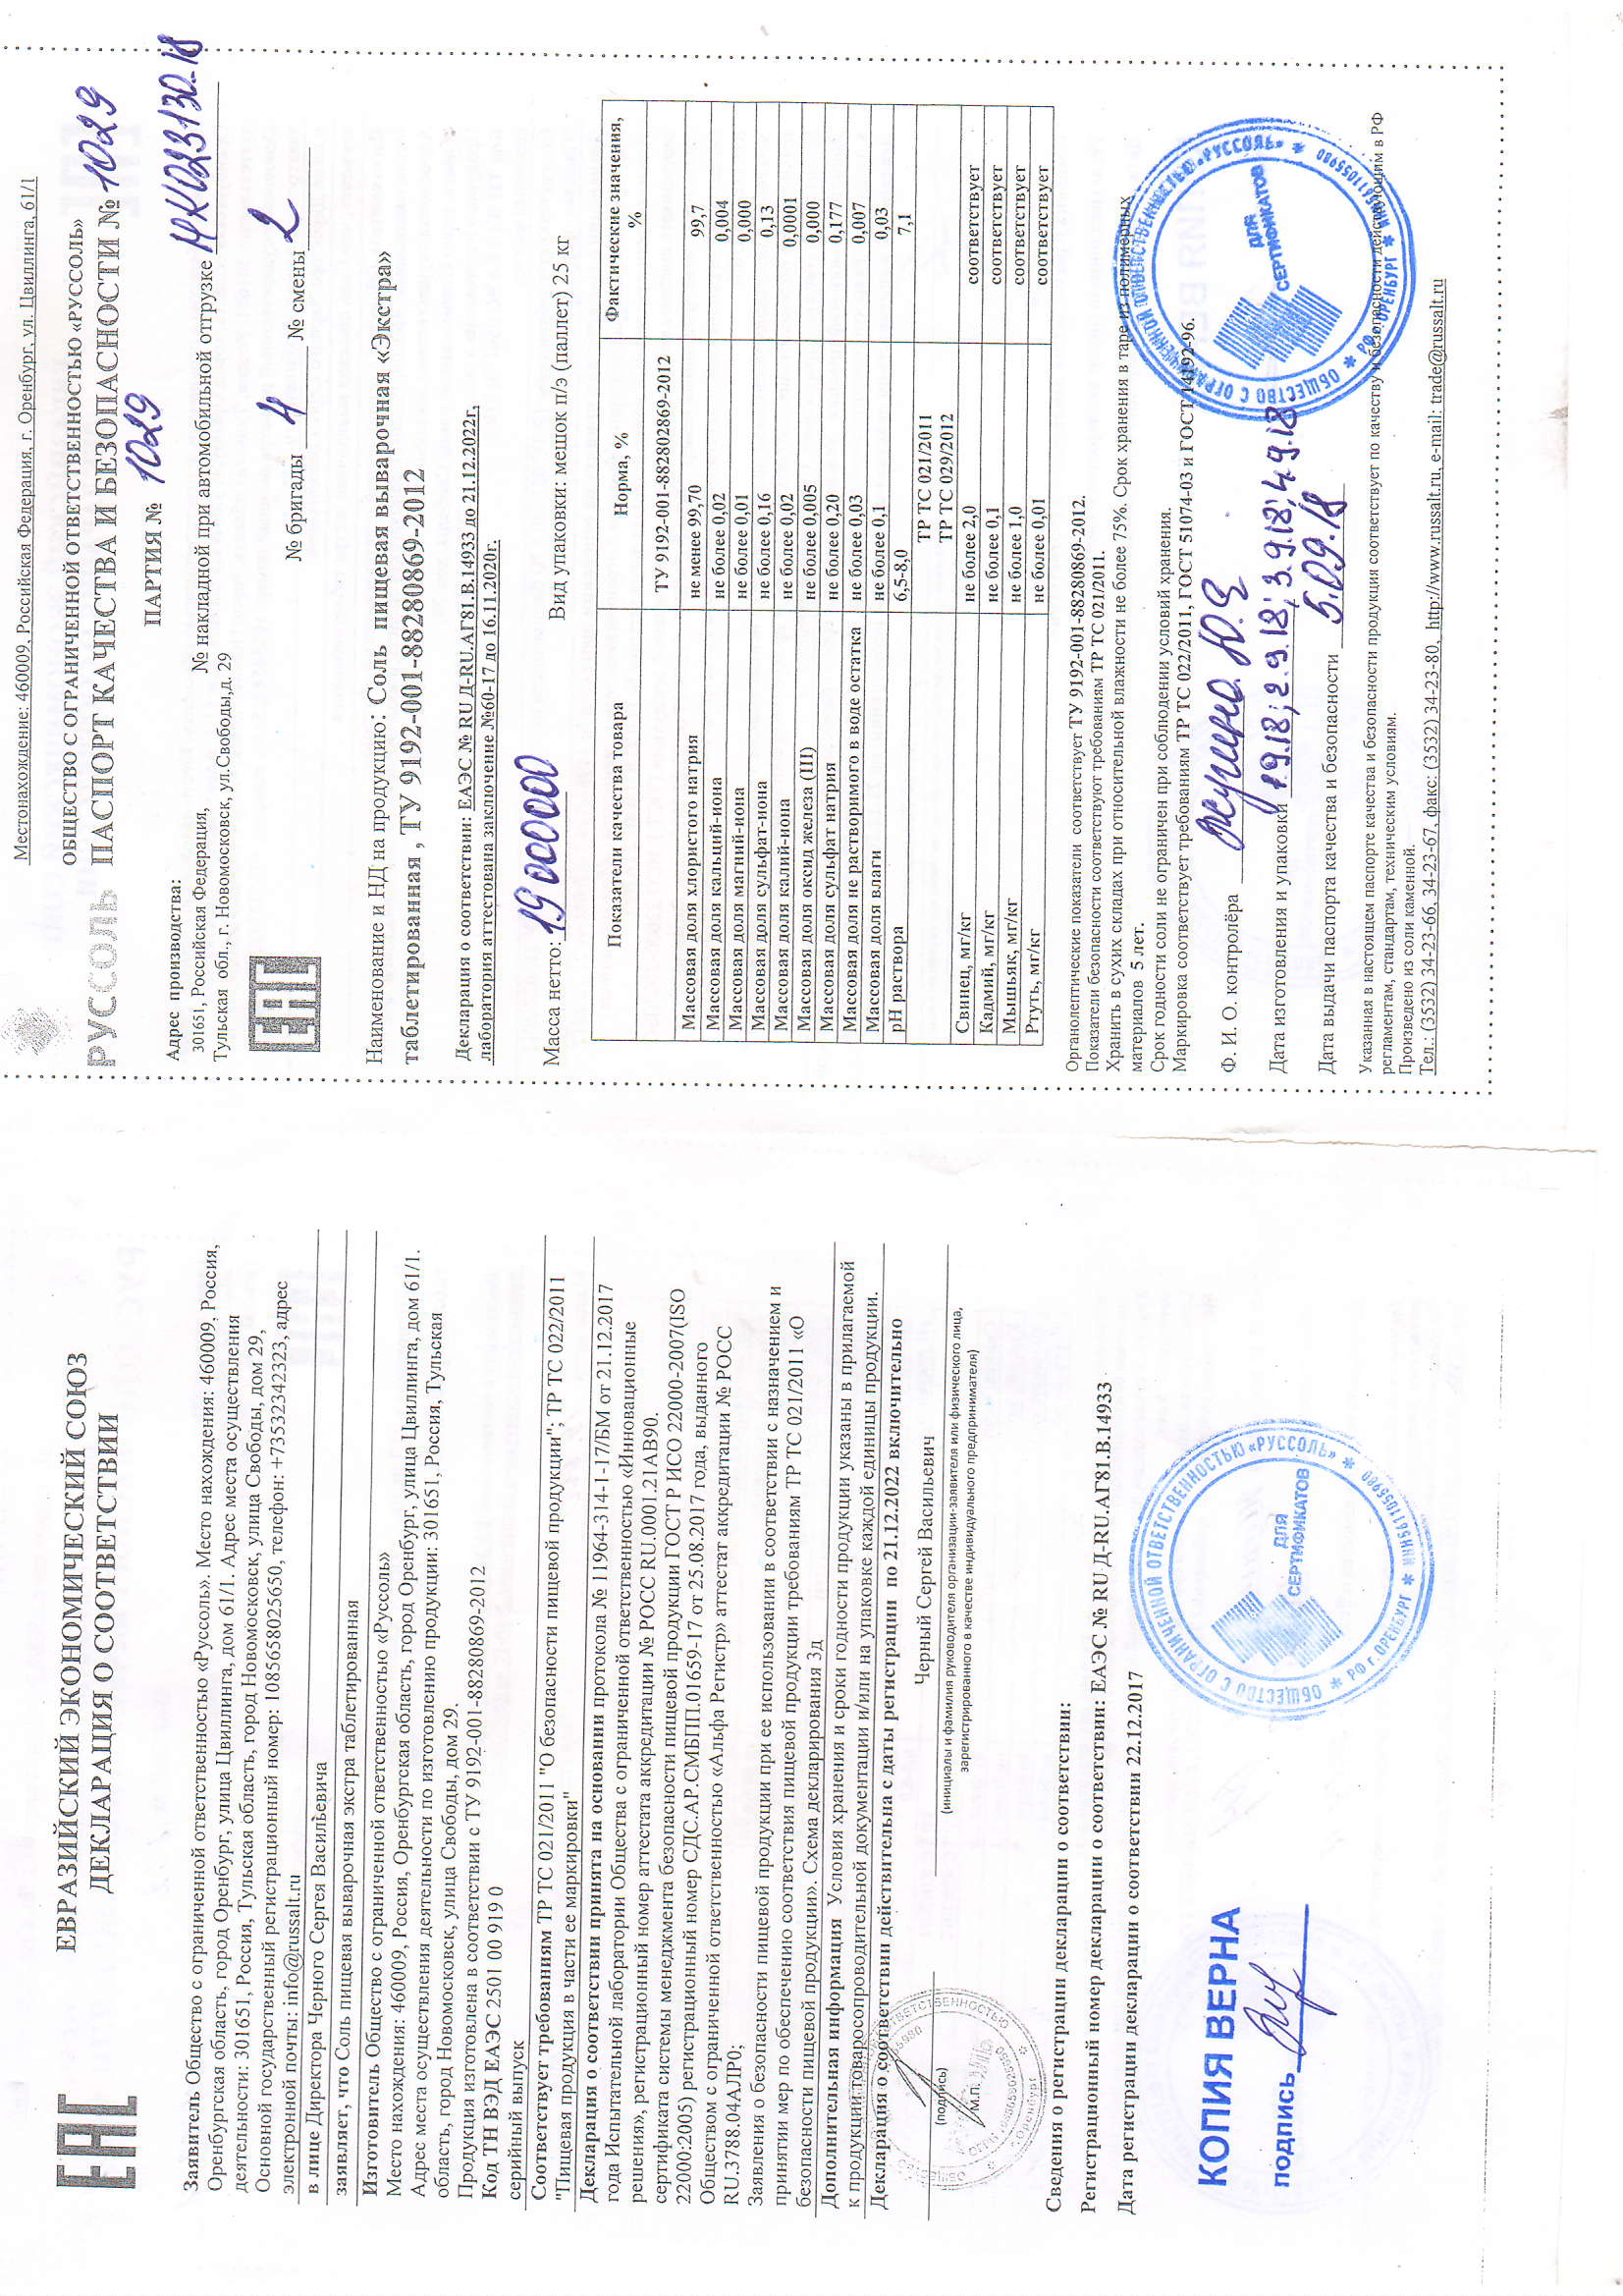 ЕВРАЗИЙСКИЙ ЭКОНОМИЧЕСКИЙ СОЮЗ
ДЕКЛАРАЦИЯ О СООТВЕТСТВИИ
Заявитель Общество с ограниченной ответственностью «Руссоль». Место нахождения: 460009, Россия,
Оренбургская область, город Оренбург, улица Цвиллинга, дом 61/1. Адрес места осуществления
деятельности: 301651, Россия, Тульская область, город Новомосковск, улица Свободы, дом 29,
Основной государственный регистрационный номер: 1085658025650, телефон: +73532342323, адрес
электронной почты: info@russalt.ru
в лице Директора Черного Сергея Васильевича
заявляет, что Соль пищевая выварочная экстра таблетированная
Изготовитель Общество с ограниченной ответственностью «Руссоль»
Место нахождения: 460009, Россия, Оренбургская область, город Оренбург, улица Цвиллинга, дом 61/1.
Адрес места осуществления деятельности по изготовлению продукции: 301651, Россия, Тульская
область, город Новомосковск, улица Свободы, дом 29.
Продукция изготовлена в соответствии с ТУ 9192-001-88280869-2012
Код ТН ВЭД ЕАЭС 2501 00 919 0
серийный выпуск
Соответствует требованиям ТР ТС 021/2011 "О безопасности пищевой продукции"; ТР ТС 022/2011
"Пищевая продукция в части ее маркировки"
Декларация о соответствии принята на основании протокола № 11964-314-1-17/БМ от 21.12.2017
года Испытательной лаборатории Общества с ограниченной ответственностью «Инновационные
решения», регистрационный номер аттестата аккредитации № РОСС RU.0001.21АВ90.
сертификата системы менеджмента безопасности пищевой продукции ГОСТ Р ИСО 22000-2007(ISO
22000:2005) регистрационный номер СДС.АР.СМБПП.01659-17 от 25.08.2017 года, выданного
Обществом с ограниченной ответственностью «Альфа Регистр» аттестат аккредитации № РОСС
RU.3788.04АЛР0;
Заявления о безопасности пищевой продукции при ее использовании в соответствии с назначением и
принятии мер по обеспечению соответствия пищевой продукции требованиям ТР ТС 021/2011 «О
безопасности пищевой продукции». Схема декларирования 3д
Дополнительная информация Условия хранения и сроки годности продукции указаны в прилагаемой
к продукции товаросопроводительной документации и/или на упаковке каждой единицы продукции.
Декларация о соответствии действительна с даты регистрации по 21.12.2022 включительно
Черный Сергей Васильевич
(подпись)
М.П.
(инициалы и фамилия руководителя организации-заявителя или физического лица,
зарегистрированного в качестве индивидуального предпринимателя)
Сведения о регистрации декларации о соответствии:
Регистрационный номер декларации о соответствии: ЕАЭС № RU Д-RU.АГ81.В.14933
Дата регистрации декларации о соответствии 22.12.2017
КОПИЯ ВЕРНА
подпись
ОБЩЕСТВО С ОГРАНИЧЕННОЙ ОТВЕТСТВЕННОСТЬЮ «РУССОЛЬ»
РФ г.ОРЕНБУРГ ИНН5611055980
ДЛЯ
СЕРТИФИКАТОВ
Местонахождение: 460009, Российская Федерация, г. Оренбург, ул. Цвиллинга, 61/1
ОБЩЕСТВО С ОГРАНИЧЕННОЙ ОТВЕТСТВЕННОСТЬЮ «РУССОЛЬ»
РУССОЛЬ ПАСПОРТ КАЧЕСТВА И БЕЗОПАСНОСТИ № 1029
ПАРТИЯ № 1029
Адрес производства:
301651, Российская Федерация,
№ накладной при автомобильной отгрузке
Тульская обл., г. Новомосковск, ул.Свободы,д. 29
№ бригады 4 № смены 2
Наименование и НД на продукцию: Соль пищевая выварочная «Экстра»
таблетированная , ТУ 9192-001-88280869-2012
Декларация о соответствии: ЕАЭС № RU Д-RU.АГ81.В.14933 до 21.12.2022г,
лаборатория аттестована заключение №60-17 до 16.11.2020г.
Масса нетто: 19 000000 Вид упаковки: мешок п/э (паллет) 25 кг
Показатели качества товара Норма, % Фактические значения, %
ТУ 9192-001-882802869-2012
Массовая доля хлористого натрия не менее 99,70 99,7
Массовая доля кальций-иона не более 0,02 0,004
Массовая доля магний-иона не более 0,01 0,000
Массовая доля сульфат-иона не более 0,16 0,13
Массовая доля калий-иона не более 0,02 0,0001
Массовая доля оксид железа (III) не более 0,005 0,000
Массовая доля сульфат натрия не более 0,20 0,177
Массовая доля не растворимого в воде остатка не более 0,03 0,007
Массовая доля влаги не более 0,1 0,03
рН раствора 6,5-8,0 7,1
ТР ТС 021/2011
ТР ТС 029/2012
Свинец, мг/кг не более 2,0 соответствует
Кадмий, мг/кг не более 0,1 соответствует
Мышьяк, мг/кг не более 1,0 соответствует
Ртуть, мг/кг не более 0,01 соответствует
Органолептические показатели соответствует ТУ 9192-001-88280869-2012.
Показатели безопасности соответствуют требованиям ТР ТС 021/2011.
Хранить в сухих складах при относительной влажности не более 75%. Срок хранения в таре из полимерных
материалов 5 лет.
Срок годности соли не ограничен при соблюдении условий хранения.
Маркировка соответствует требованиям ТР ТС 022/2011, ГОСТ 51074-03 и ГОСТ 14192-96.
Ф. И. О. контролёра
Дата изготовления и упаковки 1.9.18; 2.9.18; 3.9.18; 4.9.18
Дата выдачи паспорта качества и безопасности 5.09.18
Указанная в настоящем паспорте качества и безопасности продукция соответствует по качеству и безопасности действующим в РФ
регламентам, стандартам, техническим условиям.
Произведено из соли каменной.
Тел.: (3532) 34-23-66, 34-23-67, факс: (3532) 34-23-80, http://www.russalt.ru, e-mail: trade@russalt.ru
ОБЩЕСТВО С ОГРАНИЧЕННОЙ ОТВЕТСТВЕННОСТЬЮ «РУССОЛЬ»
РФ г.ОРЕНБУРГ ИНН5611055980
ДЛЯ
СЕРТИФИКАТОВ